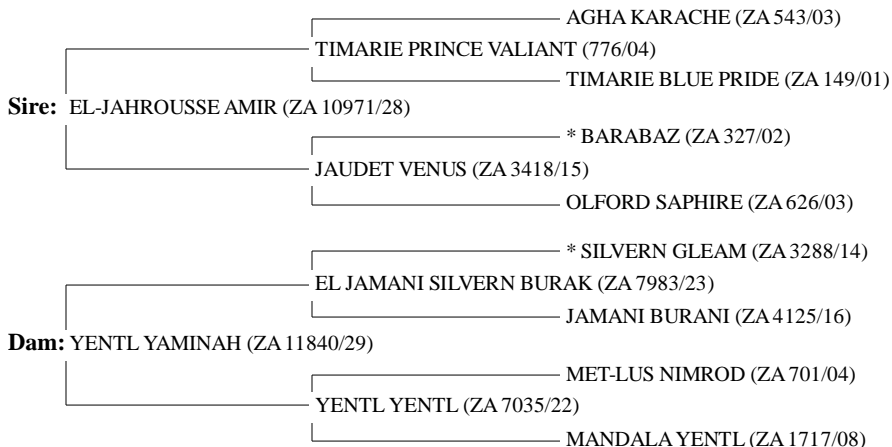 AGHA KARACHE (ZA 543/03)
TIMARIE PRINCE VALIANT (776/04)
TIMARIE BLUE PRIDE (ZA 149/01)
Sire: EL-JAHROUSSE AMIR (ZA 10971/28)
* BARABAZ (ZA 327/02)
JAUDET VENUS (ZA 3418/15)
OLFORD SAPHIRE (ZA 626/03)
* SILVERN GLEAM (ZA 3288/14)
EL JAMANI SILVERN BURAK (ZA 7983/23)
JAMANI BURANI (ZA 4125/16)
Dam: YENTL YAMINAH (ZA 11840/29)
MET-LUS NIMROD (ZA 701/04)
YENTL YENTL (ZA 7035/22)
MANDALA YENTL (ZA 1717/08)